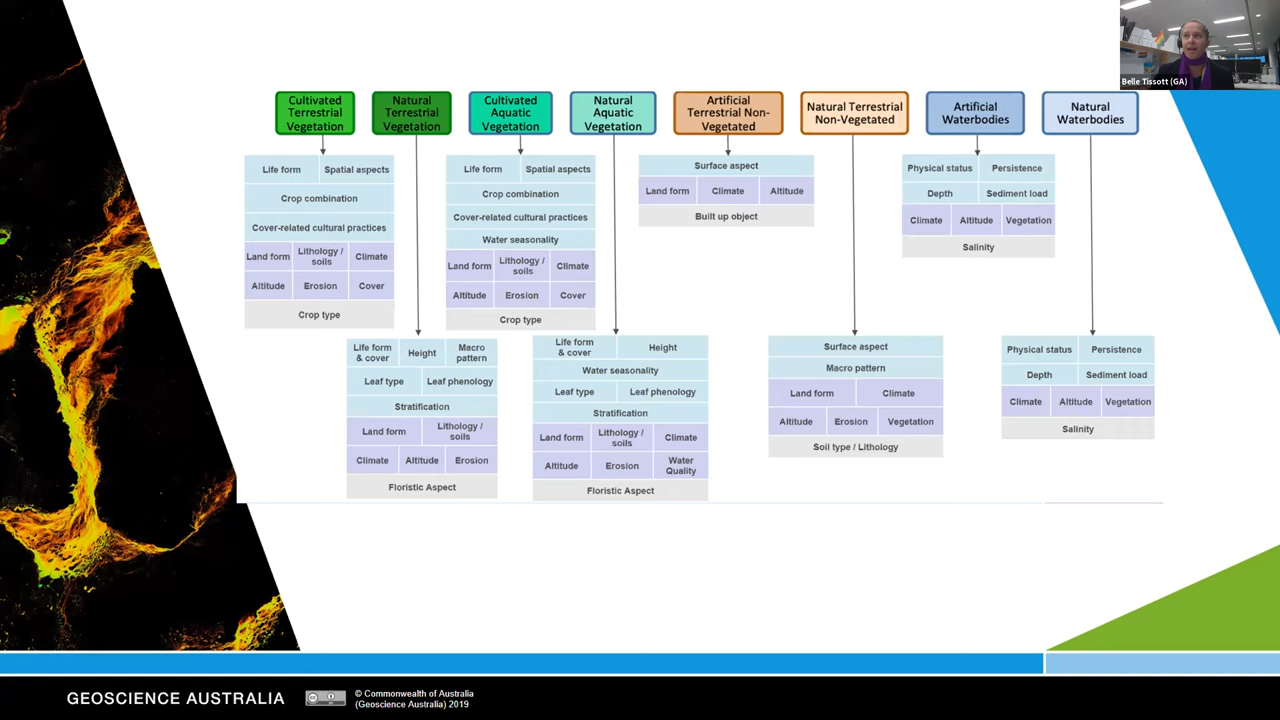 Belle Tissott (GA)
Cultivated
Terrestrial
Vegetation
Natural
Terrestrial
Vegetation
Cultivated
Aquatic
Vegetation
Natural
Aquatic
Vegetation
Artificial
Terrestrial Non-
Vegetated
Natural Terrestrial
Non-Vegetated
Artificial
Waterbodies
Natural
Waterbodies
Life form
Spatial aspects
Crop combination
Cover-related cultural practices
Land form
Lithology /
soils
Climate
Altitude
Erosion
Cover
Crop type
Life form
Spatial aspects
Crop combination
Cover-related cultural practices
Water seasonality
Land form
Lithology /
soils
Climate
Altitude
Erosion
Cover
Crop type
Surface aspect
Land form
Climate
Altitude
Built up object
Physical status
Persistence
Depth
Sediment load
Climate
Altitude
Vegetation
Salinity
Life form
& cover
Height
Macro
pattern
Leaf type
Leaf phenology
Stratification
Land form
Lithology /
soils
Climate
Altitude
Erosion
Floristic Aspect
Life form
& cover
Height
Water seasonality
Leaf type
Leaf phenology
Stratification
Land form
Lithology /
soils
Climate
Altitude
Erosion
Water
Quality
Floristic Aspect
Surface aspect
Macro pattern
Land form
Climate
Altitude
Erosion
Vegetation
Soil type / Lithology
Physical status
Persistence
Depth
Sediment load
Climate
Altitude
Vegetation
Salinity
GEOSCIENCE AUSTRALIA
© Commonwealth of Australia
(Geoscience Australia) 2019